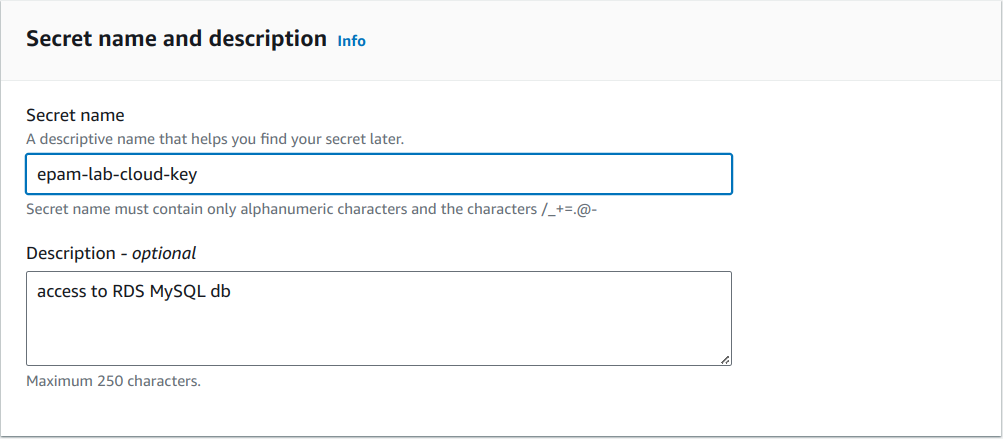 Secret name and description Info
Secret name
A descriptive name that helps you find your secret later.
epam-lab-cloud-key
Secret name must contain only alphanumeric characters and the characters /_+=.@-
Description - optional
access to RDS MySQL db
Maximum 250 characters.